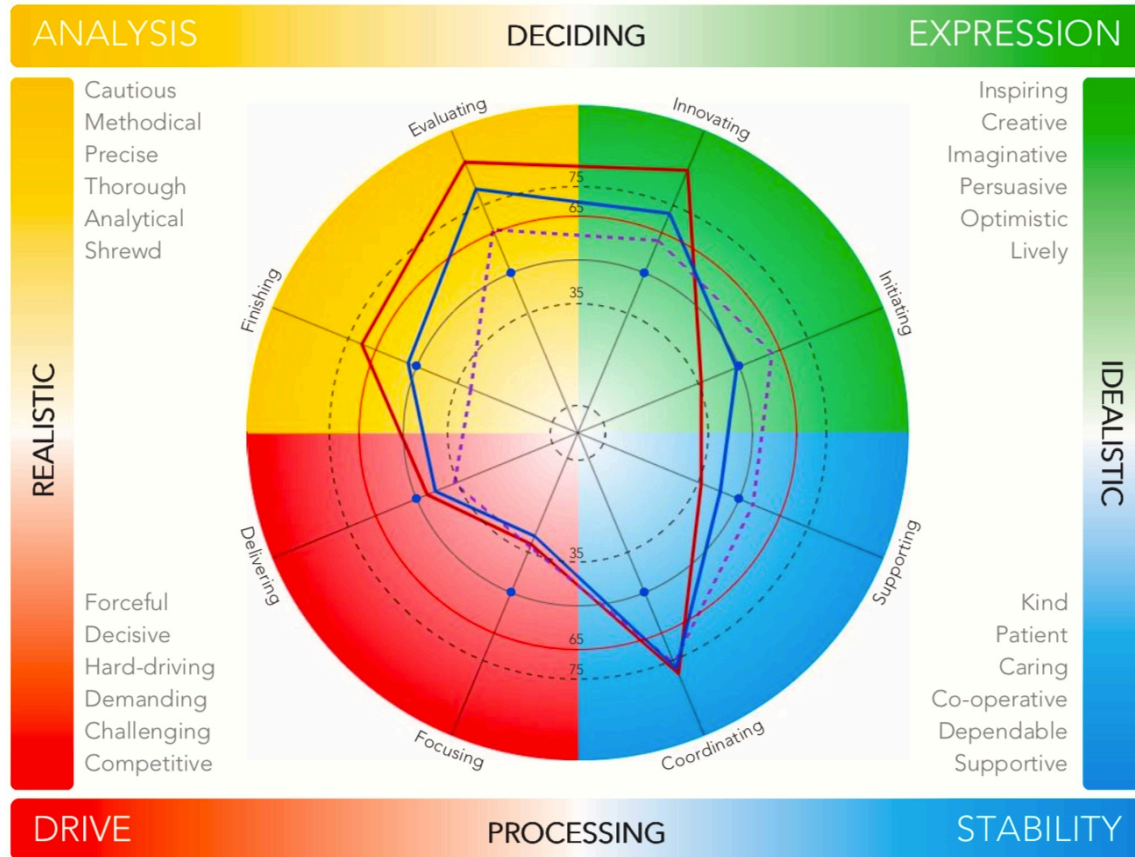 ANALYSIS
DECIDING
EXPRESSION
Cautious
Methodical
Precise
Thorough
Analytical
Shrewd
Inspiring
Creative
Imaginative
Persuasive
Optimistic
Lively
Evaluating
Innovating
Finishing
Initiating
75
65
35
REALISTIC
IDEALISTIC
Delivering
Supporting
35
65
75
Focusing
Coordinating
Forceful
Decisive
Hard-driving
Demanding
Challenging
Competitive
Kind
Patient
Caring
Co-operative
Dependable
Supportive
DRIVE
PROCESSING
STABILITY